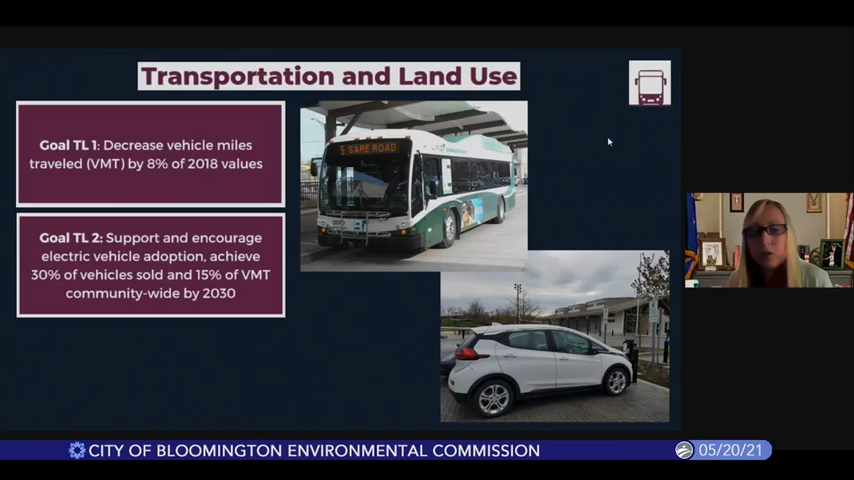 Transportation and Land Use
Goal TL 1: Decrease vehicle miles
traveled (VMT) by 8% of 2018 values
Goal TL 2: Support and encourage
electric vehicle adoption, achieve
30% of vehicles sold and 15% of VMT
community-wide by 2030
5 SARE ROAD
CITY OF BLOOMINGTON ENVIRONMENTAL COMMISSION
05/20/21